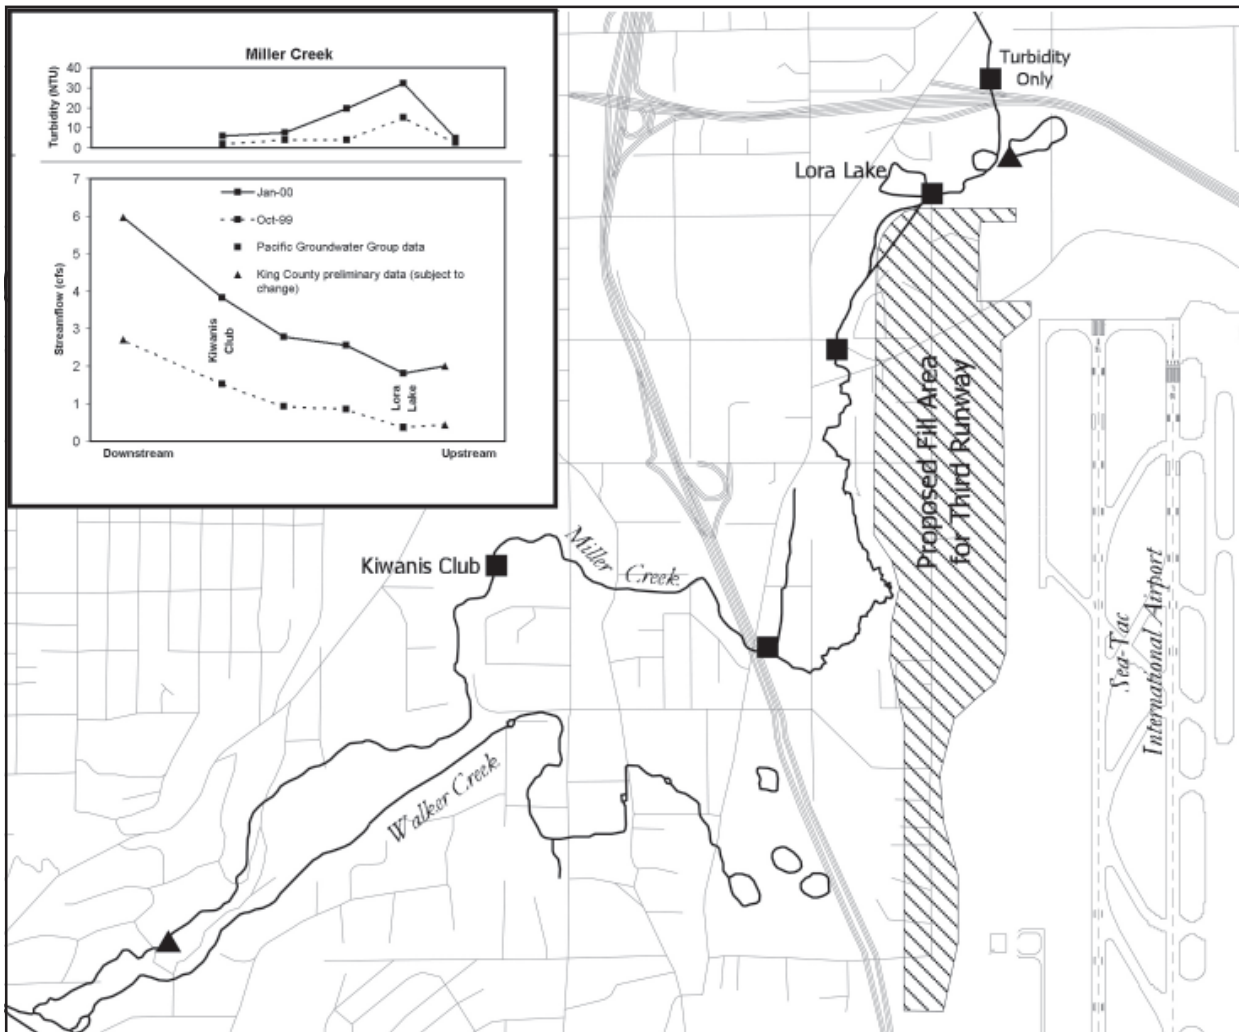 Miller Creek
Turbidity (NTU)
40
30
20
10
0
Streamflow (cfs)
7
6
5
4
3
2
1
0
Jan-00
Oct-99
Pacific Groundwater Group data
King County preliminary data (subject to
change)
Kiwanis
Club
Lora
Lake
Downstream
Upstream
Turbidity
Only
Lora Lake
Proposed Fill Area
for Third Runway
Kiwanis Club
Miller Creek
Walker Creek
Sea-Tac
International Airport